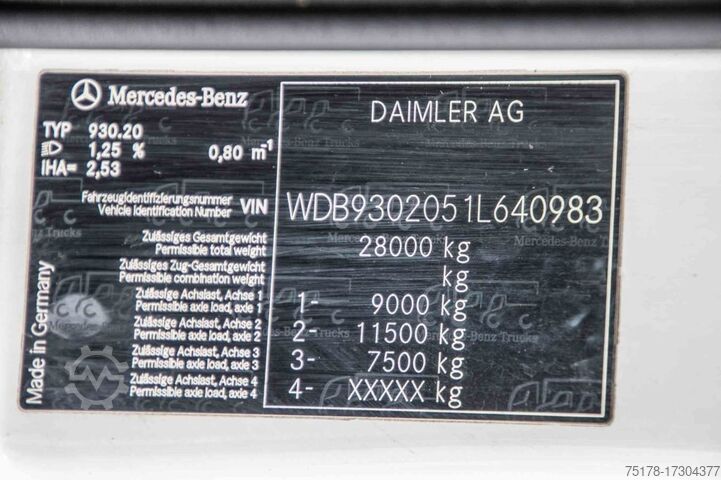 Mercedes-Benz
DAIMLER AG
TYP 930.20
1,25 % 0,80 m-1
IHA= 2,53
Fahrzeugidentifizierungsnummer
Vehicle Identification Number VIN WDB9302051L640983
Zulässiges Gesamtgewicht
Permissible total weight 28000 kg
Zulässiges Zug-Gesamtgewicht
Permissible combination weight kg
Zulässige Achslast, Achse 1
Permissible axle load, axle 1 1- 9000 kg
Zulässige Achslast, Achse 2
Permissible axle load, axle 2 2- 11500 kg
Zulässige Achslast, Achse 3
Permissible axle load, axle 3 3- 7500 kg
Zulässige Achslast, Achse 4
Permissible axle load, axle 4 4- XXXXX kg
Made in Germany
75178-17304377